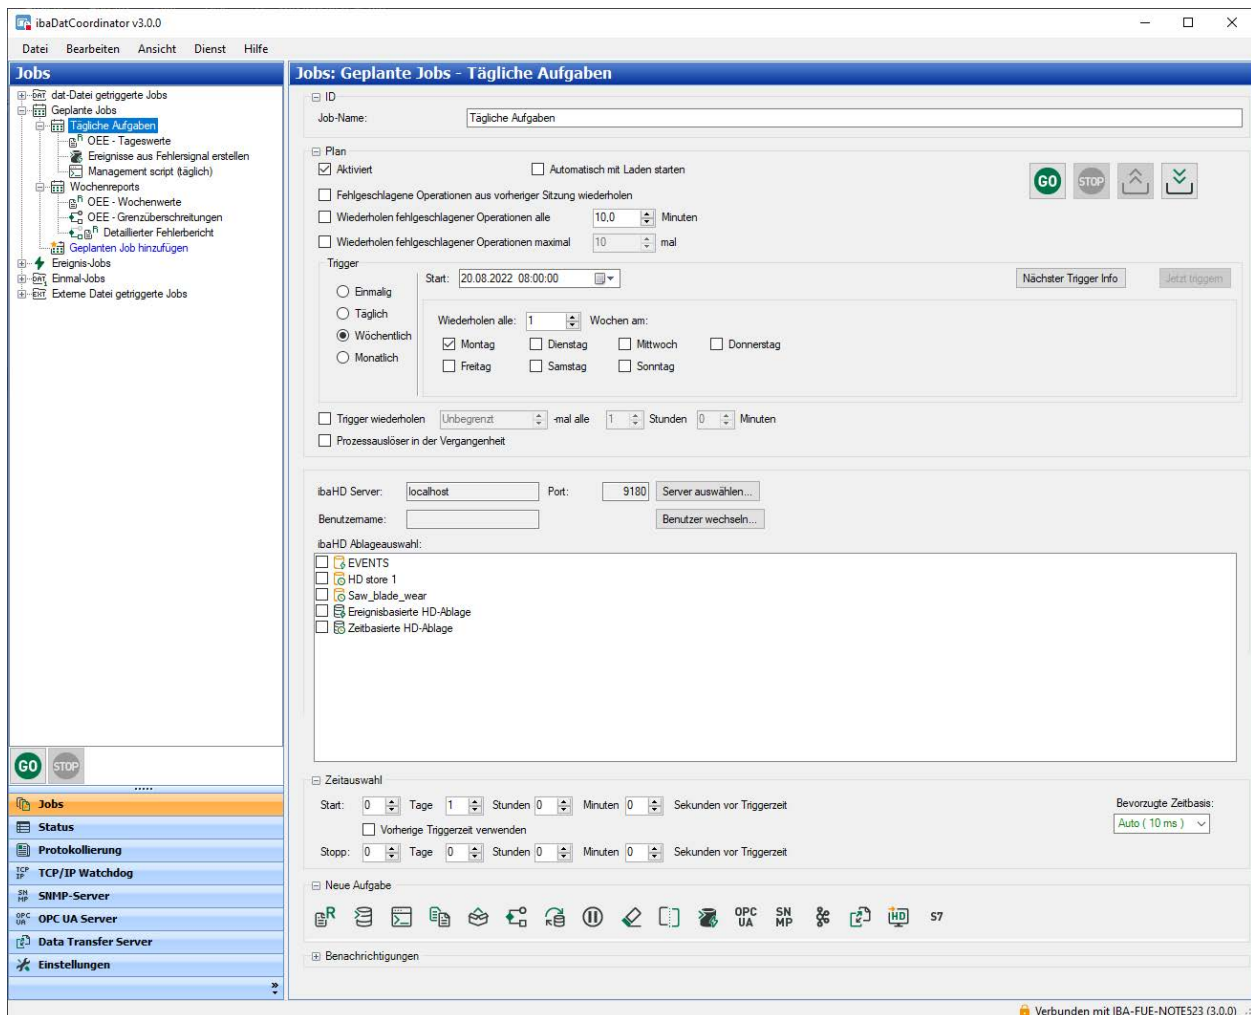 ibaDatCoordinator v3.0.0
Datei Bearbeiten Ansicht Dienst Hilfe
Jobs
DAT dat-Datei getriggerte Jobs
Geplante Jobs
Tägliche Aufgaben
R OEE - Tageswerte
Ereignisse aus Fehlersignal erstellen
Management script (täglich)
Wochenreports
R OEE - Wochenwerte
OEE - Grenzüberschreitungen
R Detaillierter Fehlerbericht
Geplanten Job hinzufügen
Ereignis-Jobs
DAT 1 Einmal-Jobs
EXT Externe Datei getriggerte Jobs
GO STOP
Jobs
Status
Protokollierung
TCP IP TCP/IP Watchdog
SN MP SNMP-Server
OPC UA OPC UA Server
Data Transfer Server
Einstellungen
Jobs: Geplante Jobs - Tägliche Aufgaben
ID
Job-Name: Tägliche Aufgaben
Plan
Aktiviert Automatisch mit Laden starten
GO STOP
Fehlgeschlagene Operationen aus vorheriger Sitzung wiederholen
Wiederholen fehlgeschlagener Operationen alle 10,0 Minuten
Wiederholen fehlgeschlagener Operationen maximal 10 mal
Trigger
Start: 20.08.2022 08:00:00 Nächster Trigger Info Jetzt triggern
Einmalig
Täglich
Wöchentlich
Monatlich
Wiederholen alle: 1 Wochen am:
Montag Dienstag Mittwoch Donnerstag
Freitag Samstag Sonntag
Trigger wiederholen Unbegrenzt -mal alle 1 Stunden 0 Minuten
Prozessauslöser in der Vergangenheit
ibaHD Server: localhost Port: 9180 Server auswählen...
Benutzername: Benutzer wechseln...
ibaHD Ablageauswahl:
EVENTS
HD store 1
Saw_blade_wear
Ereignisbasierte HD-Ablage
Zeitbasierte HD-Ablage
Zeitauswahl
Start: 0 Tage 1 Stunden 0 Minuten 0 Sekunden vor Triggerzeit
Bevorzugte Zeitbasis:
Auto ( 10 ms )
Vorherige Triggerzeit verwenden
Stopp: 0 Tage 0 Stunden 0 Minuten 0 Sekunden vor Triggerzeit
Neue Aufgabe
R OPC UA SN MP HD S7
Benachrichtigungen
Verbunden mit IBA-FUE-NOTE523 (3.0.0)